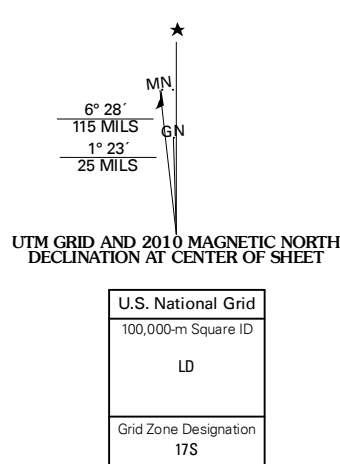 ★
MN.
6° 28´
115 MILS
GN
1° 23´
25 MILS
UTM GRID AND 2010 MAGNETIC NORTH
DECLINATION AT CENTER OF SHEET
U.S. National Grid
100,000-m Square ID
LD
Grid Zone Designation
17S